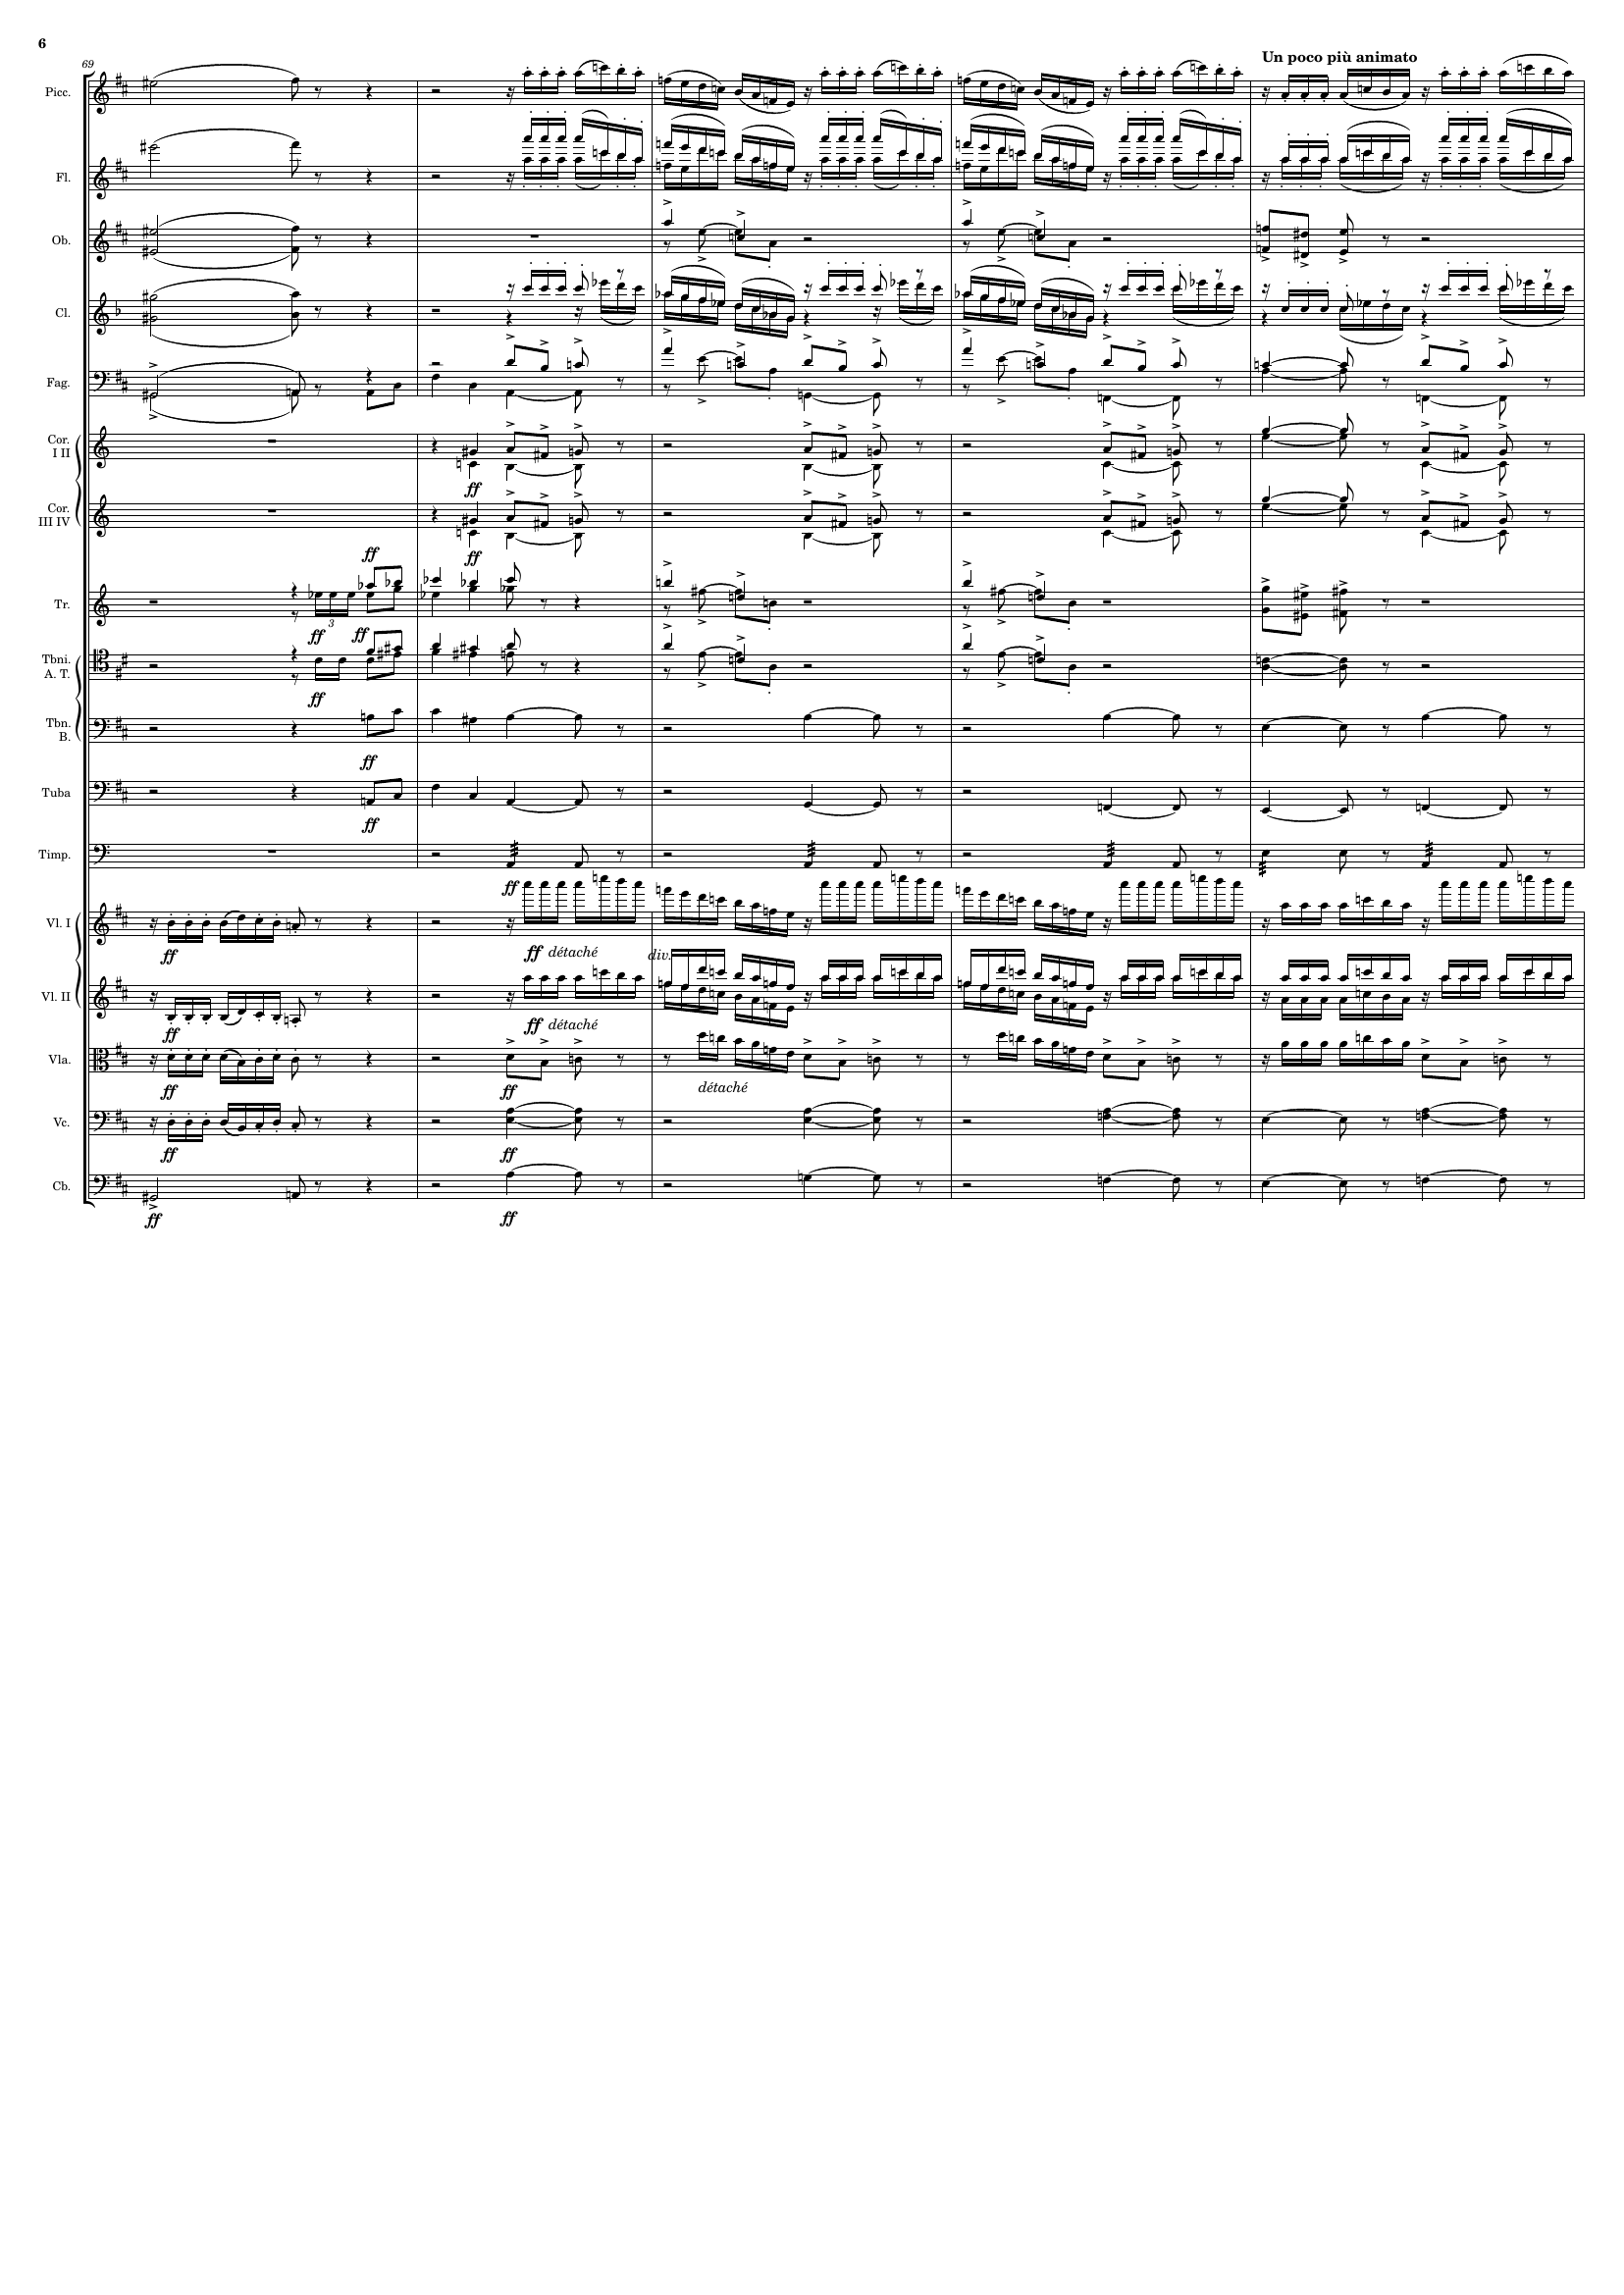 6
69
Un poco più animato
Picc.
Fl.
Ob.
Cl.
Fag.
Cor.
I II
ff
Cor.
III IV
ff
ff
Tr.
3
ff
ff
Tbni.
A. T.
ff
Tbn.
B.
ff
Tuba
ff
Timp.
ff
Vl. I
ff
ff détaché
div.
Vl. II
ff
ff détaché
Vla.
ff
ff
détaché
Vc.
ff
ff
Cb.
ff
ff